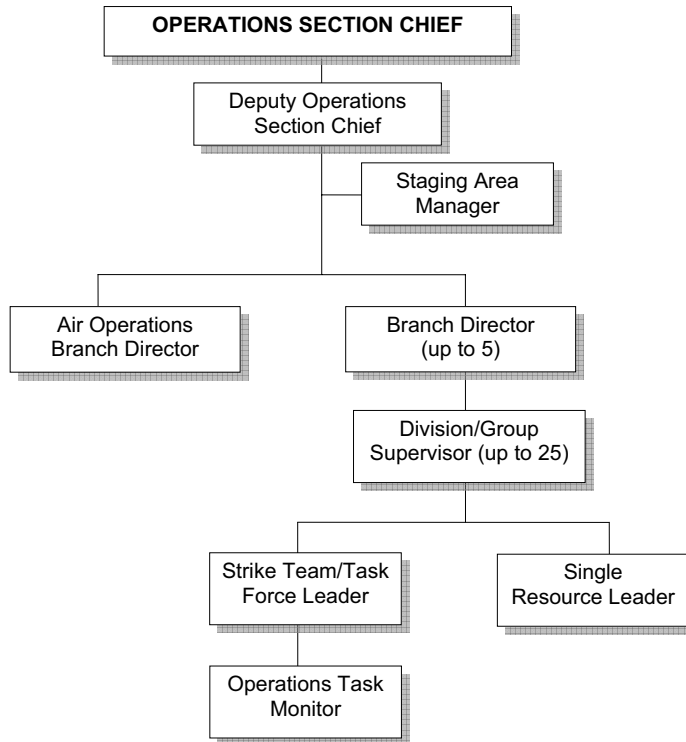 OPERATIONS SECTION CHIEF
Deputy Operations
Section Chief
Staging Area
Manager
Air Operations
Branch Director
Branch Director
(up to 5)
Division/Group
Supervisor (up to 25)
Strike Team/Task
Force Leader
Single
Resource Leader
Operations Task
Monitor